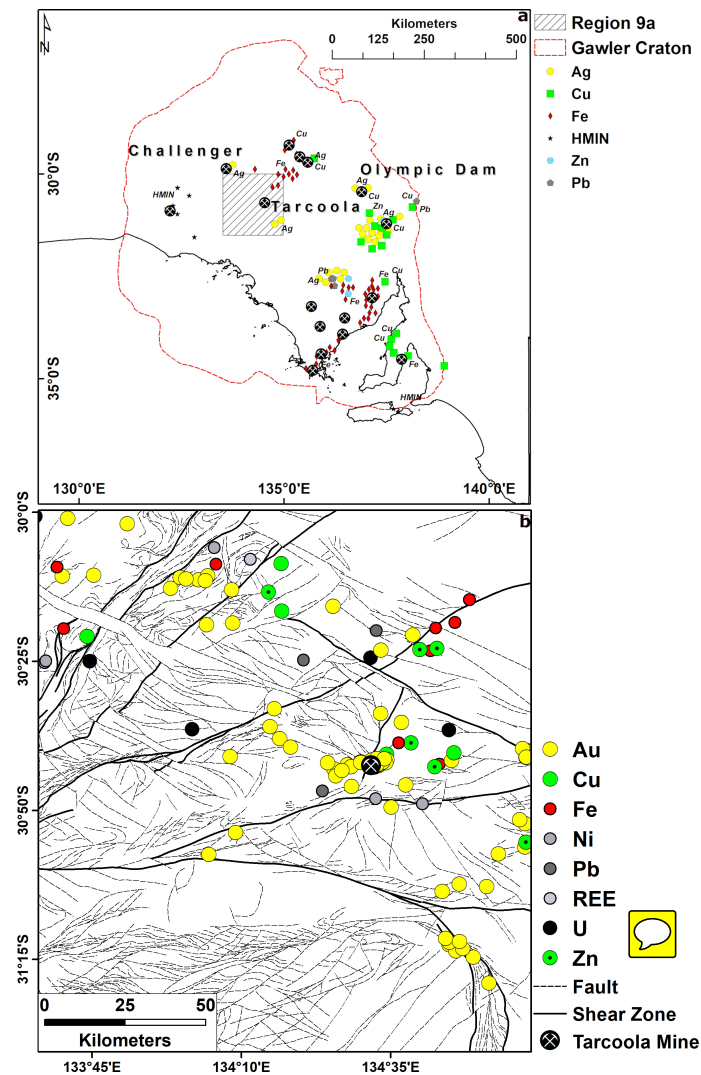 a
Kilometers
0 125 250 500
N
Region 9a
Gawler Craton
Ag
Cu
Fe
HMIN
Zn
Pb
Cu
Challenger
Ag
Cu
Fe
Ag
Olympic Dam
HMIN
Ag
Cu
Cu
Pb
Tarcoola
Zn
Ag
Cu
Ag
Pb
Ag
Fe
Cu
Fe
Cu
Cu
Fe
Fe
HMIN
30°0'S
35°0'S
130°0'E
135°0'E
140°0'E
b
30°0'S
30°25'S
30°50'S
31°15'S
Au
Cu
Fe
Ni
Pb
REE
U
Zn
Fault
Shear Zone
Tarcoola Mine
0 25 50
Kilometers
133°45'E
134°10'E
134°35'E